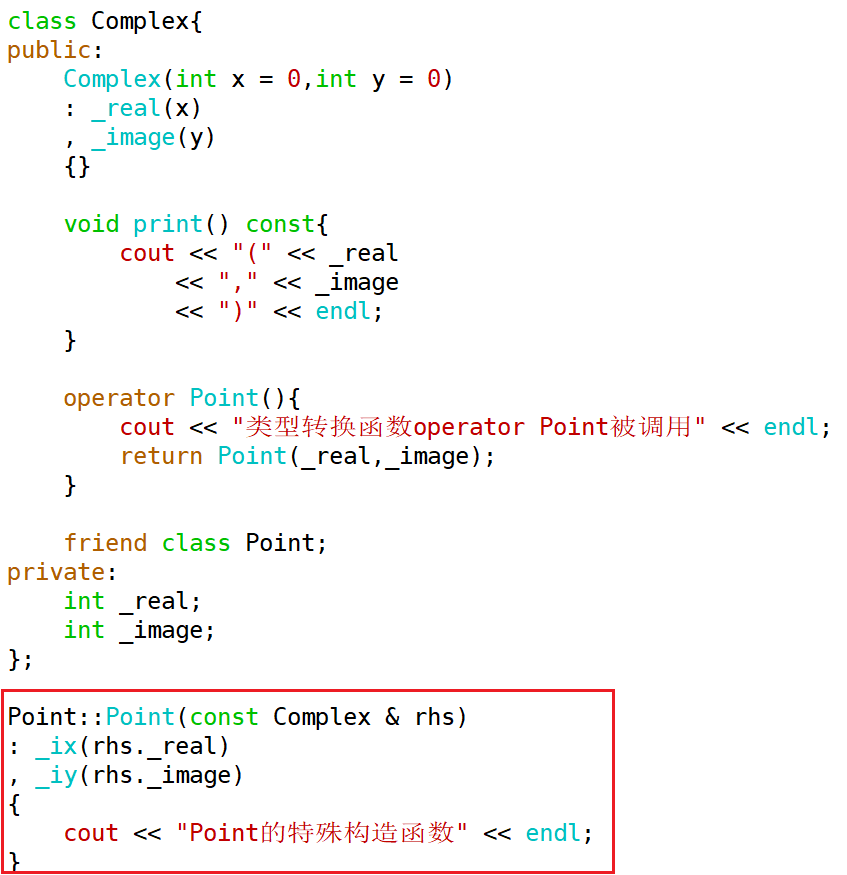 class Complex{
public:
    Complex(int x = 0,int y = 0)
    : _real(x)
    , _image(y)
    {}

    void print() const{
        cout << "(" << _real
            << "," << _image
            << ")" << endl;
    }

    operator Point(){
        cout << "类型转换函数operator Point被调用" << endl;
        return Point(_real,_image);
    }

    friend class Point;
private:
    int _real;
    int _image;
};

Point::Point(const Complex & rhs)
: _ix(rhs._real)
, _iy(rhs._image)
{
    cout << "Point的特殊构造函数" << endl;
}